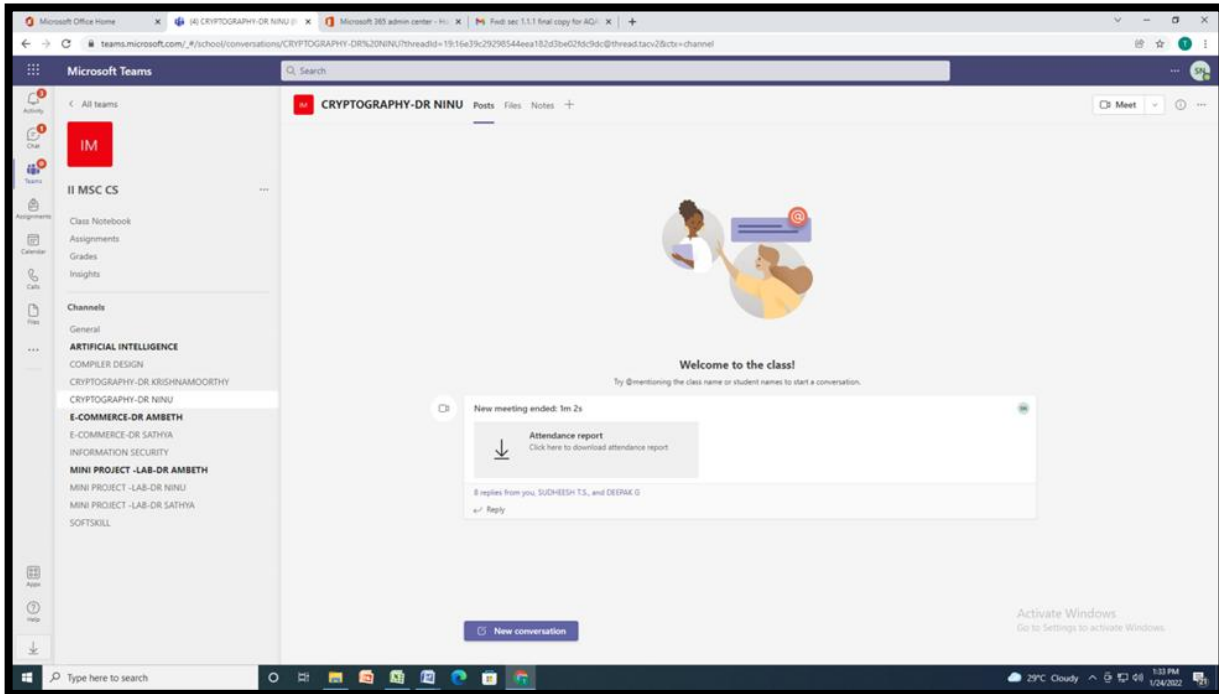 Microsoft Office Home
(4) CRYPTOGRAPHY-DR NINU
Microsoft 365 admin center - Ho
Fwd: sec 1.1.1 final copy for AQA
teams.microsoft.com/_#/school/conversations/CRYPTOGRAPHY-DR%20NINU?threadId=19:16e39c29298544eea182d3be02fdc9dc@thread.tacv2&ctx=channel
T
Microsoft Teams
Search
SN
Activity
Chat
Teams
Assignments
Calendar
Calls
Files
Apps
Help
All teams
IM
II MSC CS
Class Notebook
Assignments
Grades
Insights
Channels
General
ARTIFICIAL INTELLIGENCE
COMPILER DESIGN
CRYPTOGRAPHY-DR KRISHNAMOORTHY
CRYPTOGRAPHY-DR NINU
E-COMMERCE-DR AMBETH
E-COMMERCE-DR SATHYA
INFORMATION SECURITY
MINI PROJECT -LAB-DR AMBETH
MINI PROJECT -LAB-DR NINU
MINI PROJECT -LAB-DR SATHYA
SOFTSKILL
IM CRYPTOGRAPHY-DR NINU Posts Files Notes
Meet
@
Welcome to the class!
Try @mentioning the class name or student names to start a conversation.
New meeting ended: 1m 2s
SN
Attendance report
Click here to download attendance report
8 replies from you, SUDHEESH T.S., and DEEPAK G
Reply
New conversation
Activate Windows
Go to Settings to activate Windows.
Type here to search
29°C Cloudy
1:33 PM
1/24/2022